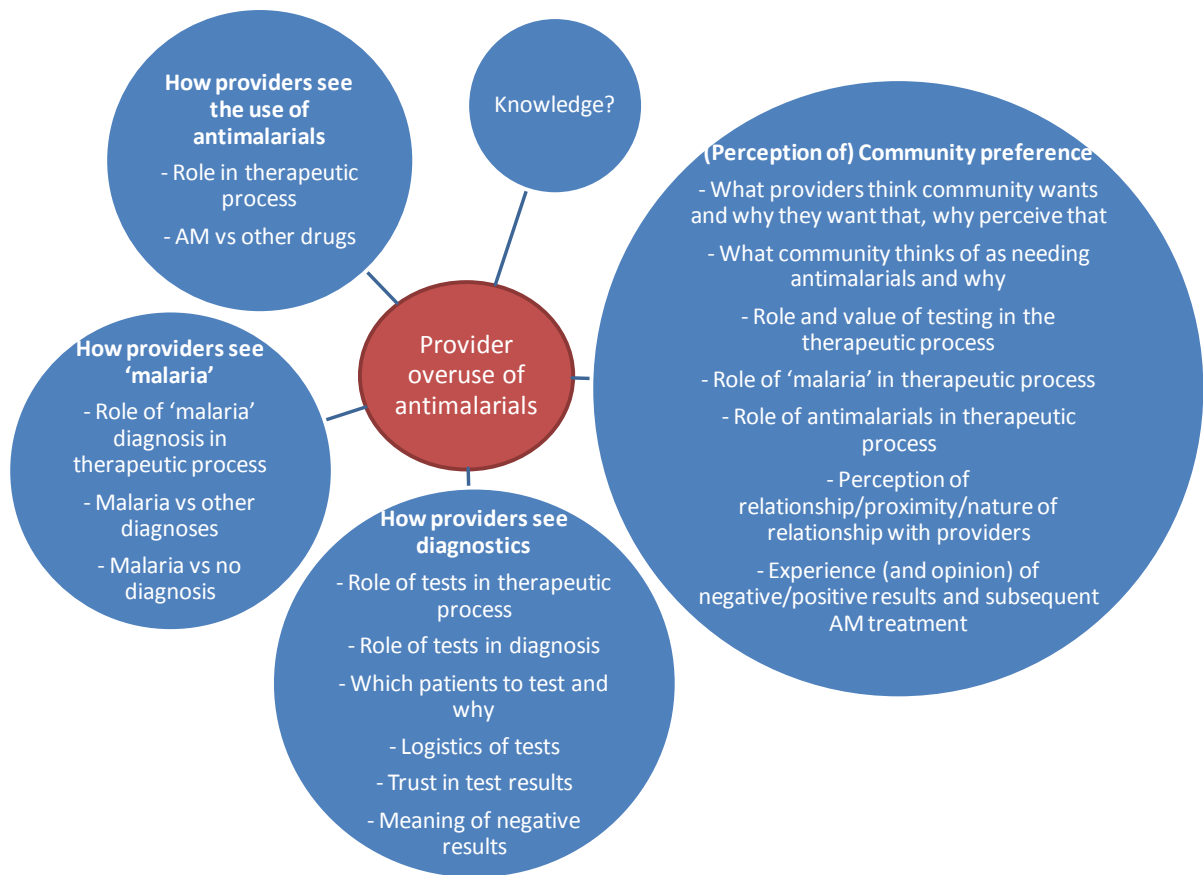 How providers see
the use of
antimalarials
- Role in therapeutic
process
- AM vs other drugs
Knowledge?
(Perception of) Community preference
- What providers think community wants
and why they want that, why perceive that
- What community thinks of as needing
antimalarials and why
- Role and value of testing in the
therapeutic process
- Role of ‘malaria’ in therapeutic process
- Role of antimalarials in therapeutic
process
- Perception of
relationship/proximity/nature of
relationship with providers
- Experience (and opinion) of
negative/positive results and subsequent
AM treatment
Provider
overuse of
antimalarials
How providers see
‘malaria’
- Role of ‘malaria’
diagnosis in
therapeutic process
- Malaria vs other
diagnoses
- Malaria vs no
diagnosis
How providers see
diagnostics
- Role of tests in therapeutic
process
- Role of tests in diagnosis
- Which patients to test and
why
- Logistics of tests
- Trust in test results
- Meaning of negative
results